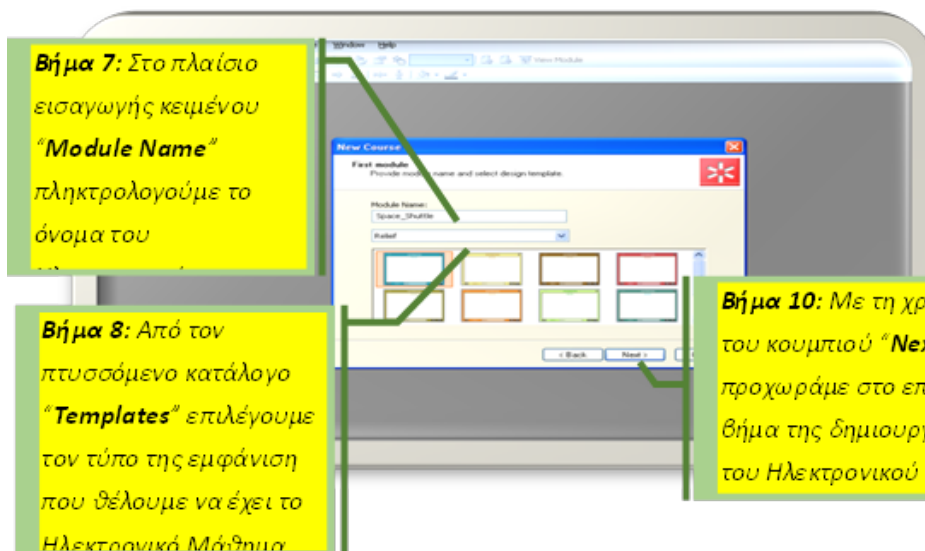 Window Help
View Module
Βήμα 7: Στο πλαίσιο
εισαγωγής κειμένου
“Module Name”
πληκτρολογούμε το
όνομα του
New Course
First module
Provide module name and select design template.
Module Name:
Space_Shuttle
Relief
< Back Next >
Βήμα 8: Από τον
πτυσσόμενο κατάλογο
“Templates” επιλέγουμε
τον τύπο της εμφάνιση
που θέλουμε να έχει το
Ηλεκτρονικό Μάθημα
Βήμα 10: Με τη χρ
του κουμπιού “Nex
προχωράμε στο επ
βήμα της δημιουργ
του Ηλεκτρονικού